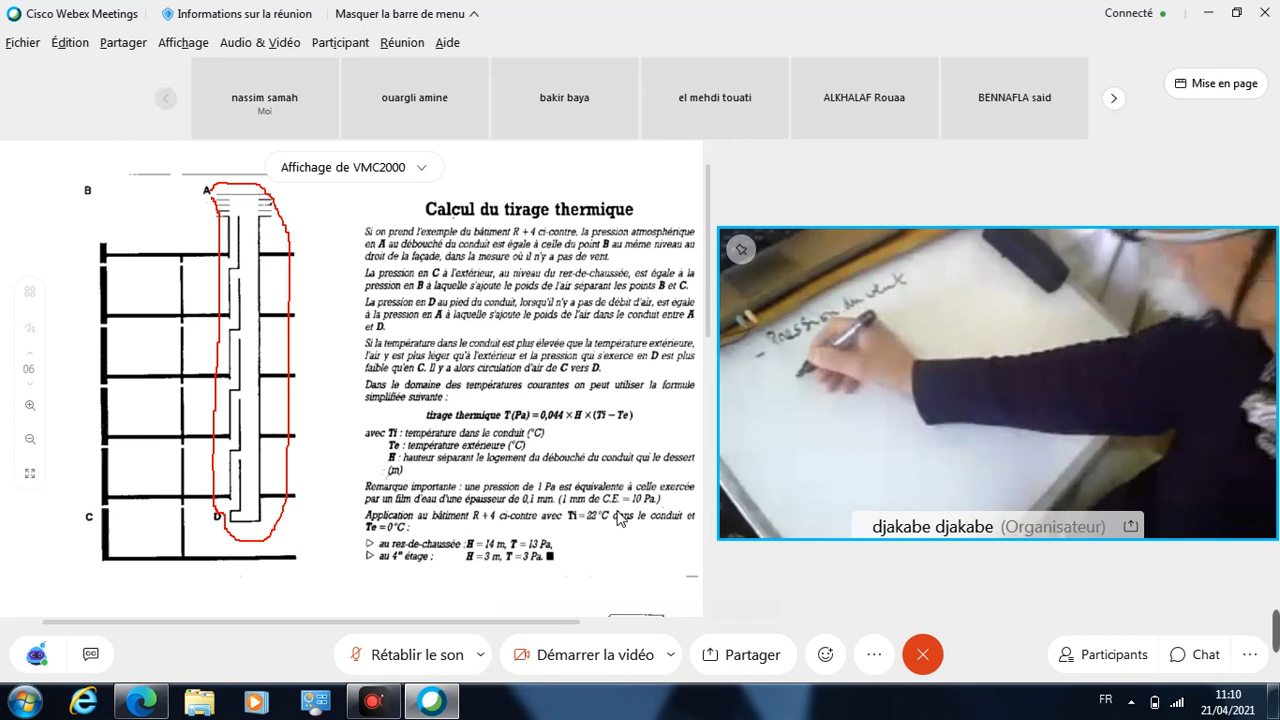 Cisco Webex Meetings
Informations sur la réunion
Masquer la barre de menu
Connecté
Fichier Édition Partager Affichage Audio & Vidéo Participant Réunion Aide
nassim samah
Moi
ouargli amine
bakir baya
el mehdi touati
ALKHALAF Rouaa
BENNAFLA said
Mise en page
Affichage de VMC2000
B
A
C
D
06
Calcul du tirage thermique
Si on prend l'exemple du bâtiment R + 4 ci-contre, la pression atmosphérique
en A au débouché du conduit est égale à celle du point B au même niveau au
droit de la façade, dans la mesure où il n'y a pas de vent.
La pression en C à l'extérieur, au niveau du rez-de-chaussée, est égale à la
pression en B à laquelle s'ajoute le poids de l'air séparant les points B et C.
La pression en D au pied du conduit, lorsqu'il n'y a pas de débit d'air, est égale
à la pression en A à laquelle s'ajoute le poids de l'air dans le conduit entre A
et D.
Si la température dans le conduit est plus élevée que la température extérieure,
l'air y est plus léger qu'à l'extérieur et la pression qui s'exerce en D est plus
faible qu'en C. Il y a alors circulation d'air de C vers D.
Dans le domaine des températures courantes on peut utiliser la formule
simplifiée suivante :
tirage thermique T(Pa) = 0,044 × H × (Ti − Te)
avec Ti : température dans le conduit (°C)
Te : température extérieure (°C)
H : hauteur séparant le logement du débouché du conduit qui le dessert
(m)
Remarque importante : une pression de 1 Pa est équivalente à celle exercée
par un film d'eau d'une épaisseur de 0,1 mm. (1 mm de C.E. = 10 Pa.)
Application au bâtiment R + 4 ci-contre avec Ti = 22°C dans le conduit et
Te = 0°C :
▷ au rez-de-chaussée : H = 14 m, T = 13 Pa,
▷ au 4° étage : H = 3 m, T = 3 Pa. ■
- Pression du vent
-
djakabe djakabe (Organisateur)
Rétablir le son
Démarrer la vidéo
Partager
Participants
Chat
FR
11:10
21/04/2021